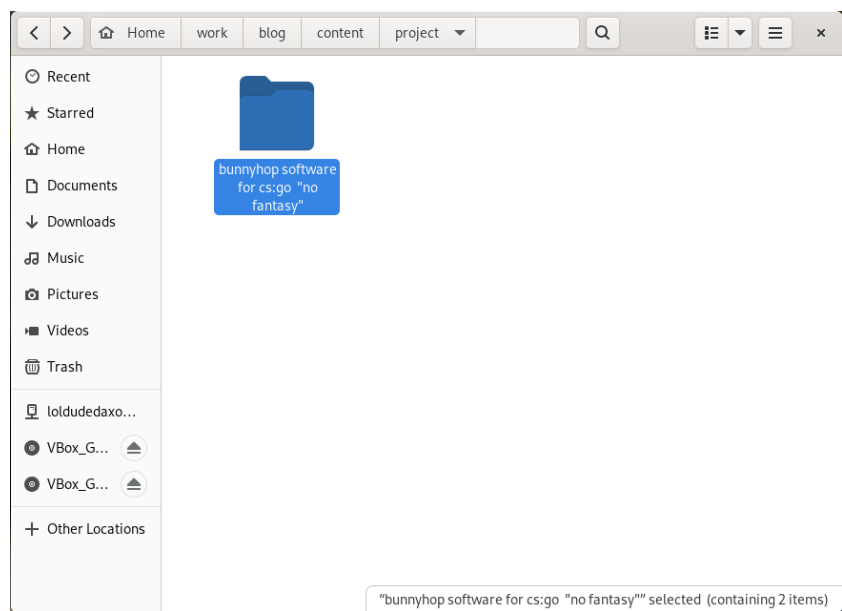 Home work blog content project
Recent
Starred
Home
Documents
Downloads
Music
Pictures
Videos
Trash
loldudedaxo...
VBox_G...
VBox_G...
Other Locations
bunnyhop software
for cs:go  "no
fantasy"
“bunnyhop software for cs:go  "no fantasy"” selected  (containing 2 items)